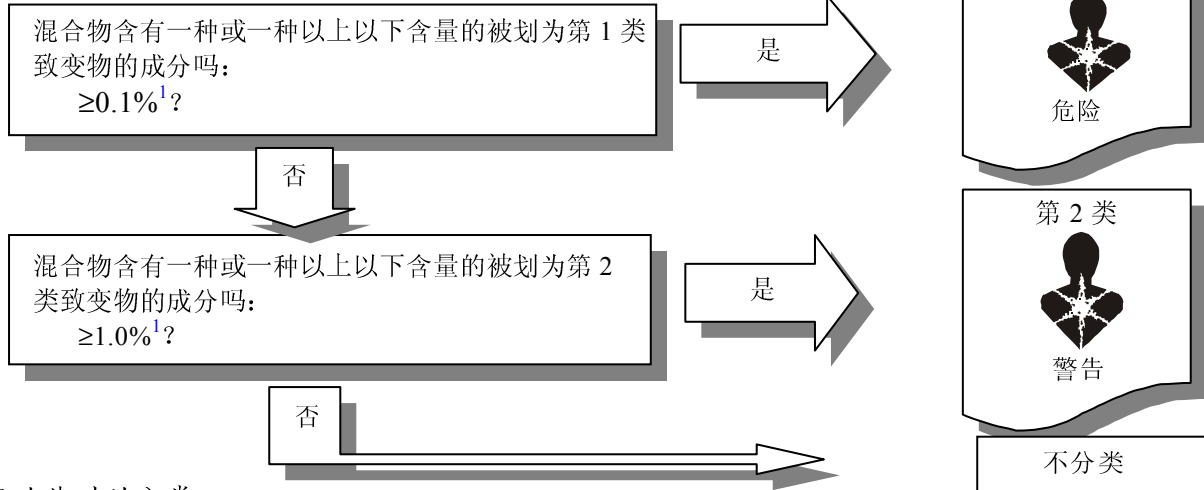 混合物含有一种或一种以上以下含量的被划为第 1 类
致变物的成分吗：
≥0.1%1？
是
危险
否
混合物含有一种或一种以上以下含量的被划为第 2
类致变物的成分吗：
≥1.0%1？
是
第 2 类
警告
否
不分类